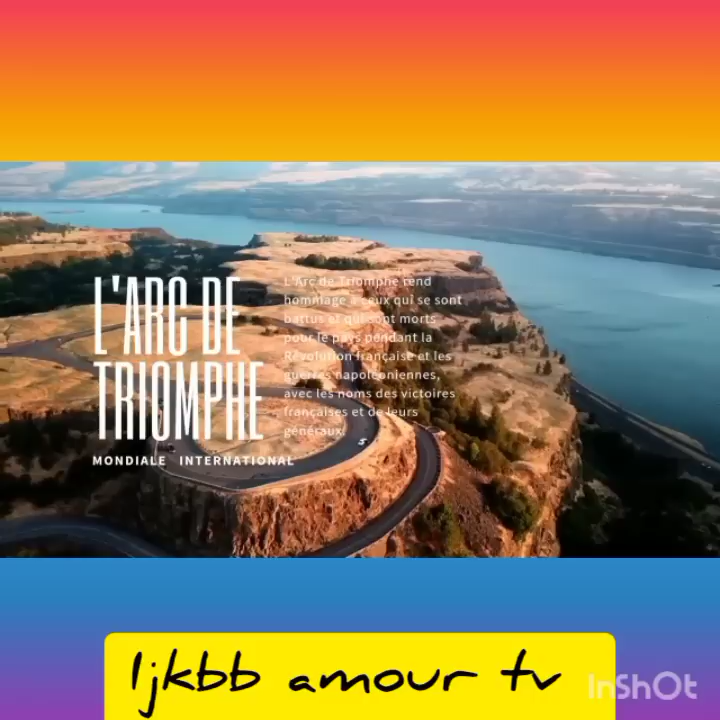 L'ARC DE
TRIOMPHE
MONDIALE INTERNATIONAL
L'Arc de Triomphe rend
hommage à ceux qui se sont
battus et qui sont morts
pour le pays pendant la
Révolution française et les
guerres napoléoniennes,
avec les noms des victoires
françaises et de leurs
généraux
ljkbb amour tv
InShOt